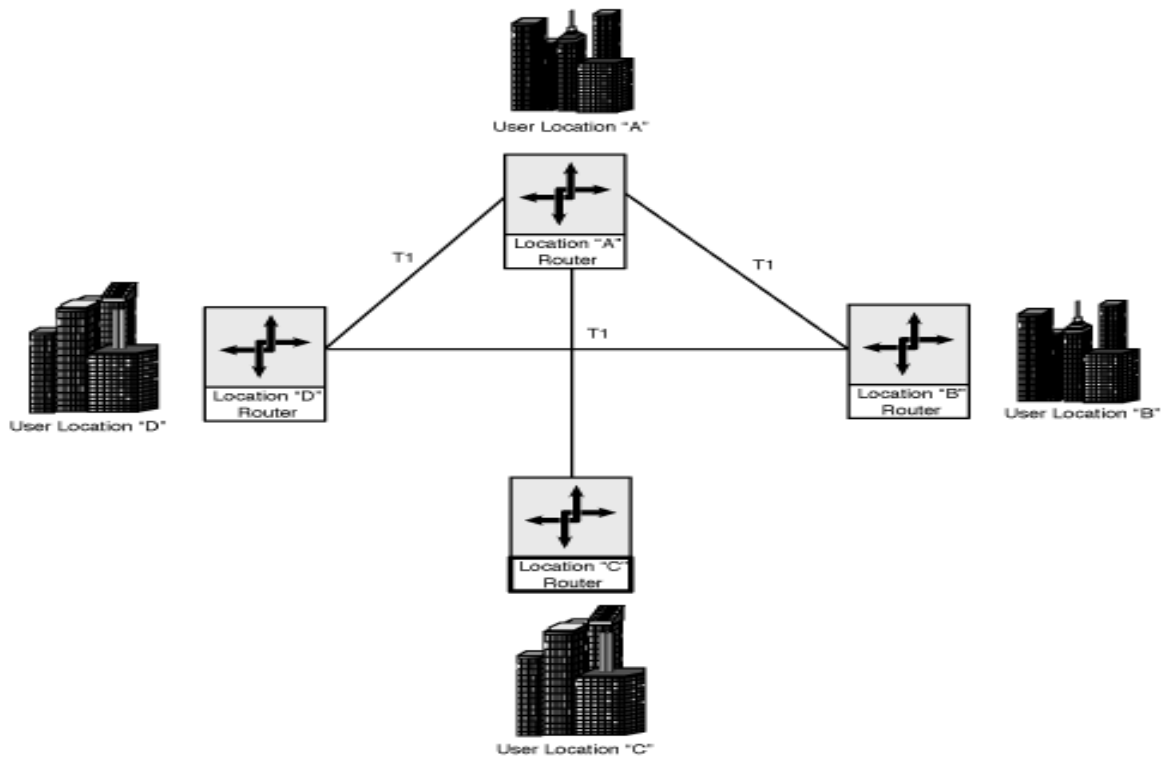 User Location "A"
Location "A"
Router
T1
T1
T1
Location "D"
Router
Location "B"
Router
User Location "D"
User Location "B"
Location "C"
Router
User Location "C"